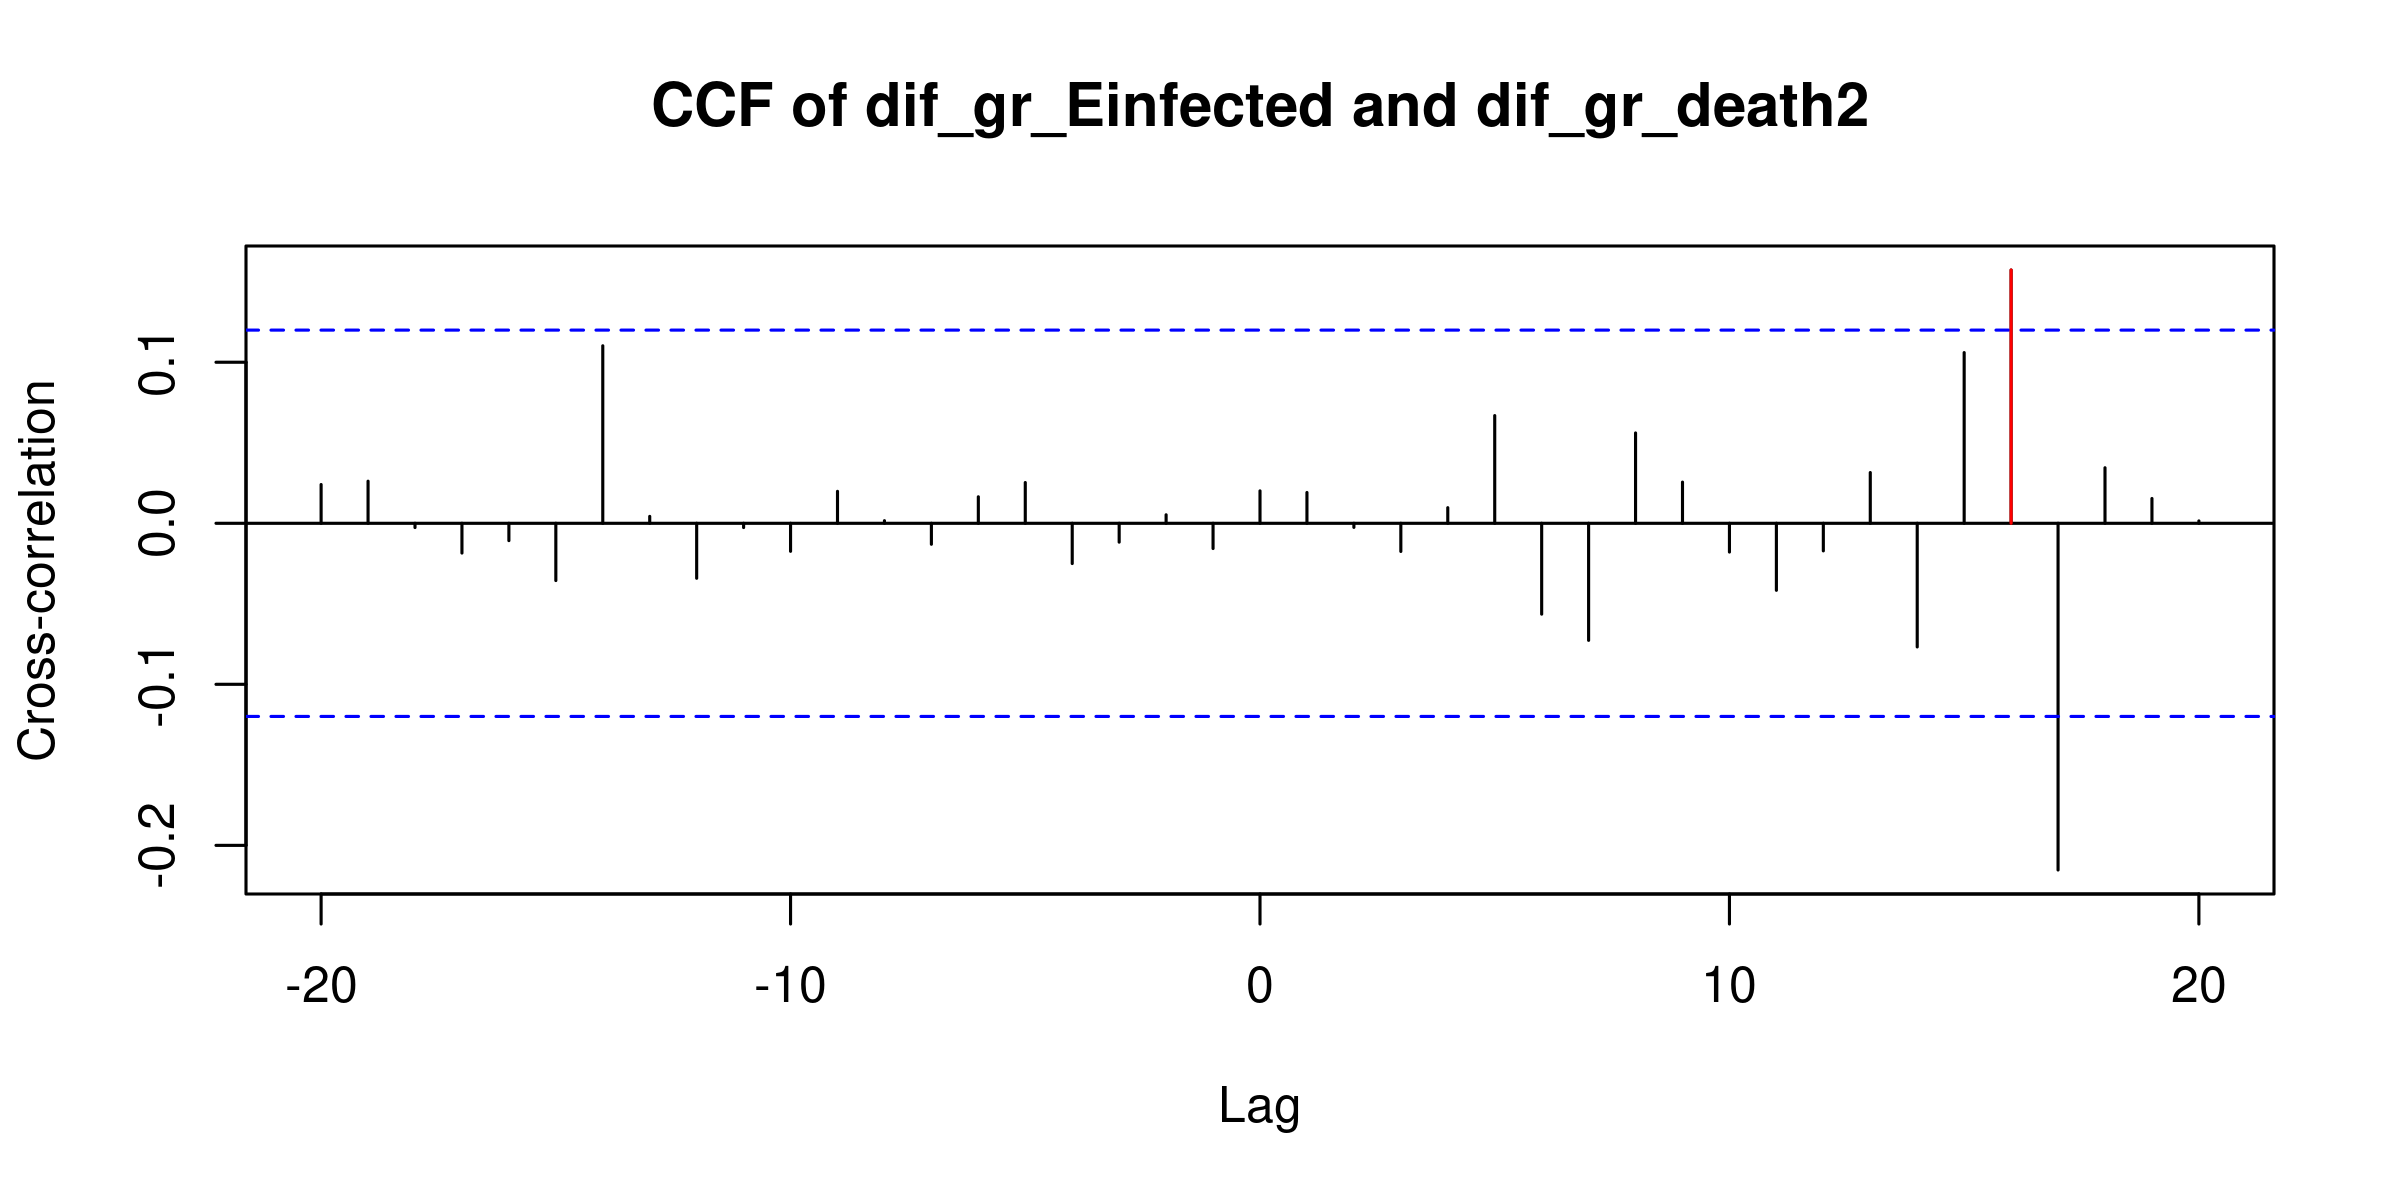 CCF of dif_gr_Einfected and dif_gr_death2
Cross-correlation
0.1
0.0
-0.1
-0.2
-20 -10 0 10 20
Lag